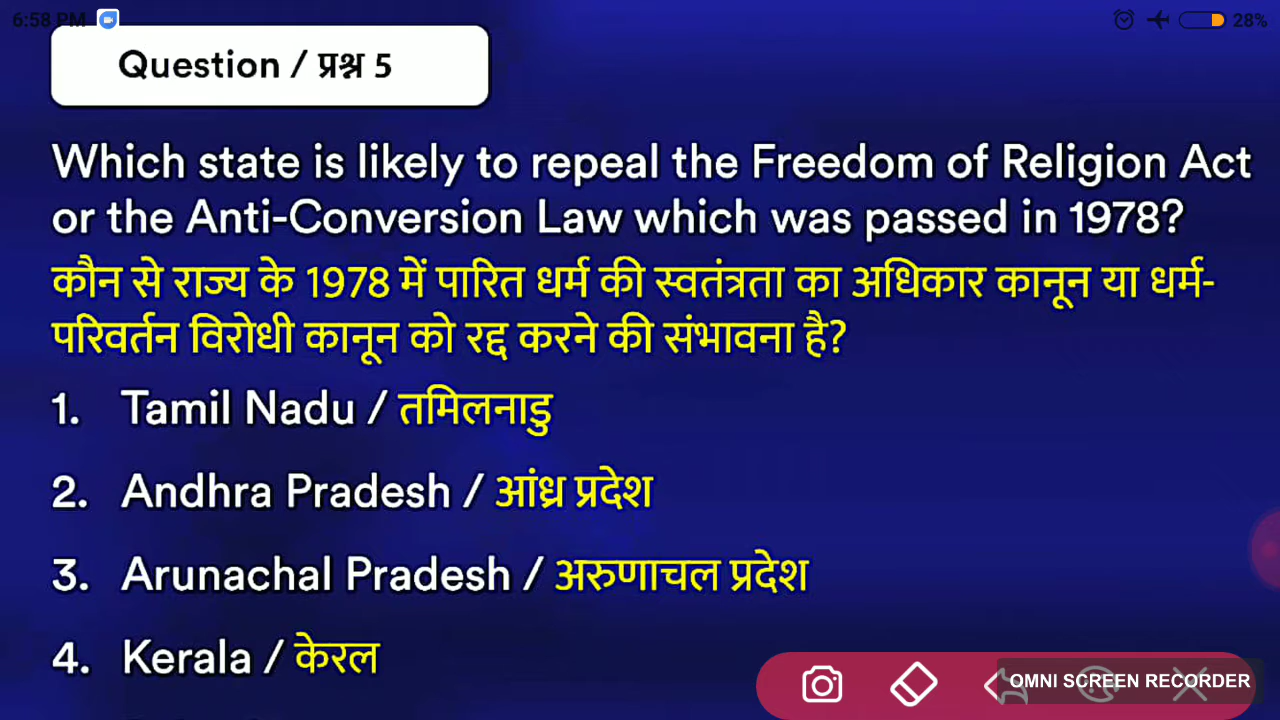 6:58 PM
28%
Question / प्रश्न 5
Which state is likely to repeal the Freedom of Religion Act
or the Anti-Conversion Law which was passed in 1978?
कौन से राज्य के 1978 में पारित धर्म की स्वतंत्रता का अधिकार कानून या धर्म-
परिवर्तन विरोधी कानून को रद्द करने की संभावना है?
1. Tamil Nadu / तमिलनाडु
2. Andhra Pradesh / आंध्र प्रदेश
3. Arunachal Pradesh / अरुणाचल प्रदेश
4. Kerala / केरल
OMNI SCREEN RECORDER